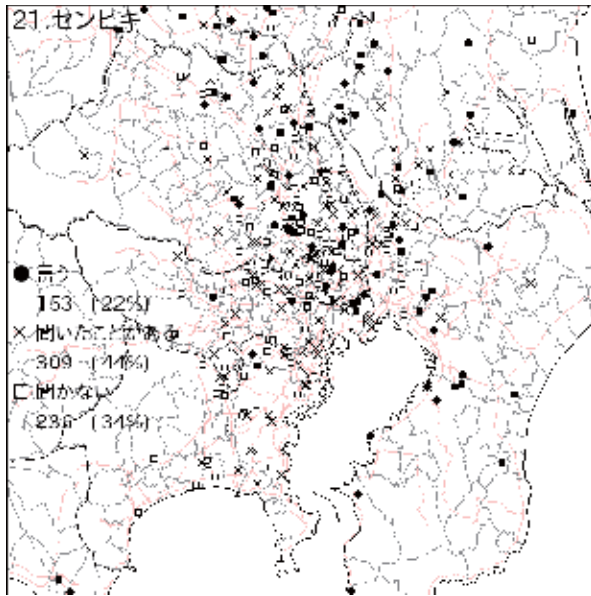 21.センビキ
● 言う
153 (22%)
× 聞いたことがある
309 (44%)
□ 聞かない
236 (34%)